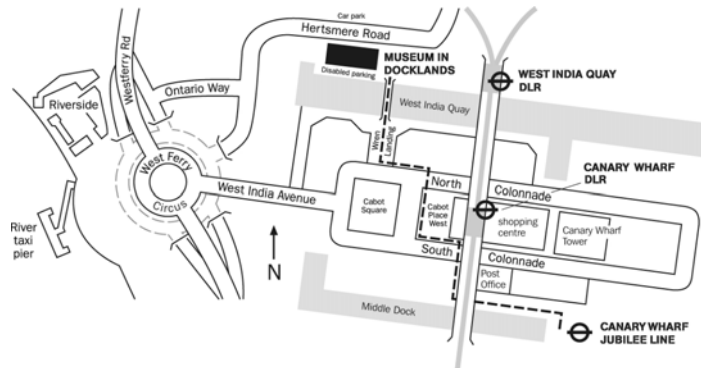 Car park
Hertsmere Road
MUSEUM IN
DOCKLANDS
Disabled parking
Westferry Rd
Ontario Way
Riverside
WEST INDIA QUAY
DLR
West India Quay
Wren
Landing
West Ferry
Circus
West India Avenue
CANARY WHARF
DLR
North Colonnade
Cabot
Square
Cabot
Place
West
shopping
centre
Canary Wharf
Tower
River
taxi
pier
N
South Colonnade
Post
Office
Middle Dock
CANARY WHARF
JUBILEE LINE